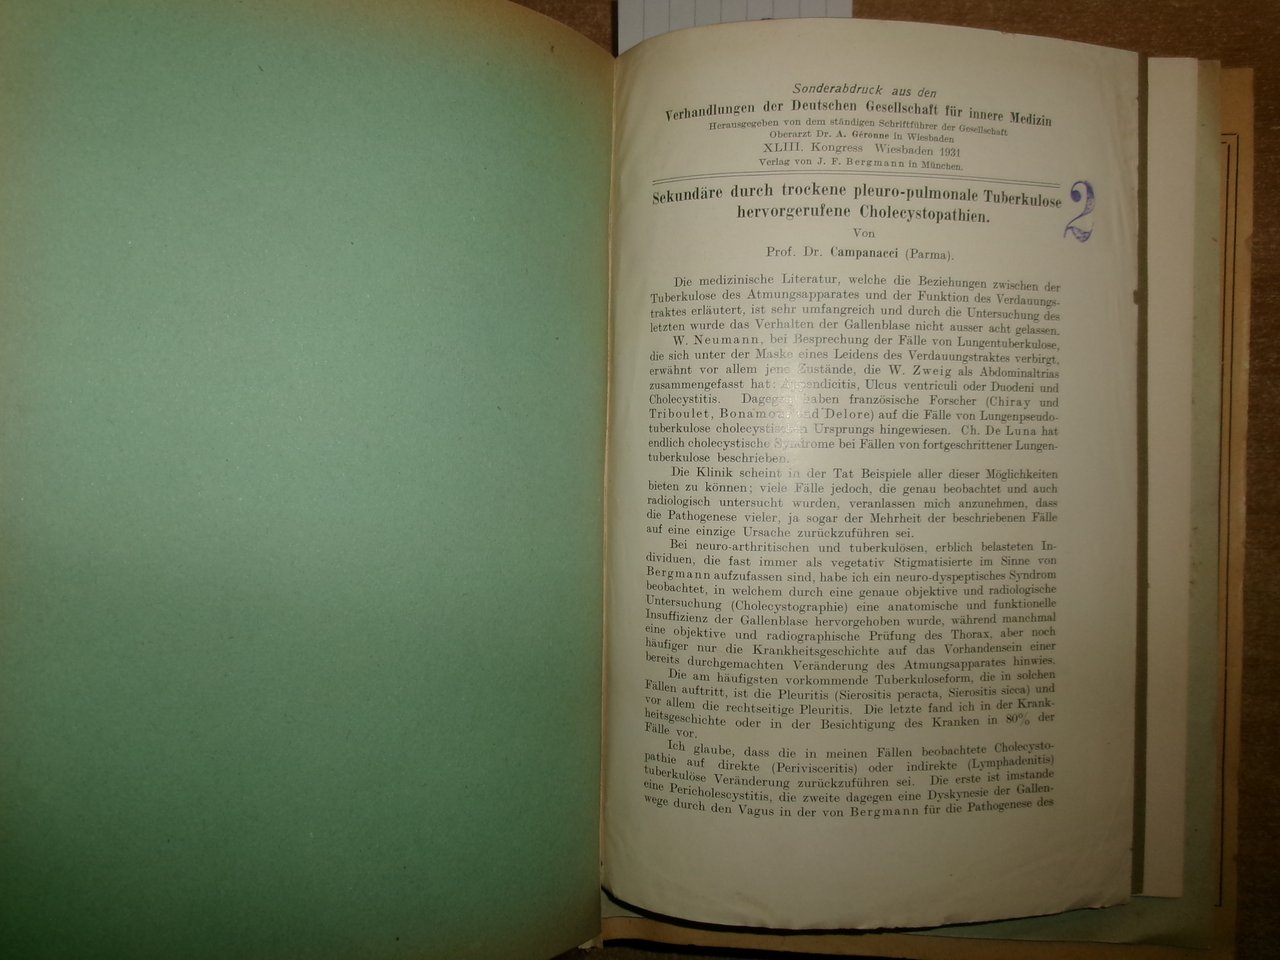 Sonderabdruck aus den
Verhandlungen der Deutschen Gesellschaft für innere Medizin
Herausgegeben von dem ständigen Schriftführer der Gesellschaft
Oberarzt Dr. A. Géronne in Wiesbaden
XLIII. Kongress Wiesbaden 1931
Verlag von J. F. Bergmann in München.
Sekundäre durch trockene pleuro-pulmonale Tuberkulose
hervorgerufene Cholecystopathien.
2
Von
Prof. Dr. Campanacci (Parma).
Die medizinische Literatur, welche die Beziehungen zwischen der
Tuberkulose des Atmungsapparates und der Funktion des Verdauungs-
traktes erläutert, ist sehr umfangreich und durch die Untersuchung des
letzten wurde das Verhalten der Gallenblase nicht ausser acht gelassen.
W. Neumann, bei Besprechung der Fälle von Lungentuberkulose,
die sich unter der Maske eines Leidens des Verdauungstraktes verbirgt,
erwähnt vor allem jene Zustände, die W. Zweig als Abdominaltrias
zusammengefasst hat: Appendicitis, Ulcus ventriculi oder Duodeni und
Cholecystitis. Dagegen haben französische Forscher (Chiray und
Triboulet, Bonamour und Delore) auf die Fälle von Lungenpseudo-
tuberkulose cholecystischen Ursprungs hingewiesen. Ch. De Luna hat
endlich cholecystische Syndrome bei Fällen von fortgeschrittener Lungen-
tuberkulose beschrieben.
Die Klinik scheint in der Tat Beispiele aller dieser Möglichkeiten
bieten zu können; viele Fälle jedoch, die genau beobachtet und auch
radiologisch untersucht wurden, veranlassen mich anzunehmen, dass
die Pathogenese vieler, ja sogar der Mehrheit der beschriebenen Fälle
auf eine einzige Ursache zurückzuführen sei.
Bei neuro-arthritischen und tuberkulösen, erblich belasteten In-
dividuen, die fast immer als vegetativ Stigmatisierte im Sinne von
Bergmann aufzufassen sind, habe ich ein neuro-dyspeptisches Syndrom
beobachtet, in welchem durch eine genaue objektive und radiologische
Untersuchung (Cholecystographie) eine anatomische und funktionelle
Insuffizienz der Gallenblase hervorgehoben wurde, während manchmal
eine objektive und radiographische Prüfung des Thorax, aber noch
häufiger nur die Krankheitsgeschichte auf das Vorhandensein einer
bereits durchgemachten Veränderung des Atmungsapparates hinwies.
Die am häufigsten vorkommende Tuberkuloseform, die in solchen
Fällen auftritt, ist die Pleuritis (Sierositis peracta, Sierositis sicca) und
vor allem die rechtseitige Pleuritis. Die letzte fand ich in der Krank-
heitsgeschichte oder in der Besichtigung des Kranken in 80% der
Fälle vor.
Ich glaube, dass die in meinen Fällen beobachtete Cholecysto-
pathie auf direkte (Perivisceritis) oder indirekte (Lymphadenitis)
tuberkulöse Veränderung zurückzuführen sei. Die erste ist imstande
eine Pericholescystitis, die zweite dagegen eine Dyskynesie der Gallen-
wege durch den Vagus in der von Bergmann für die Pathogenese des